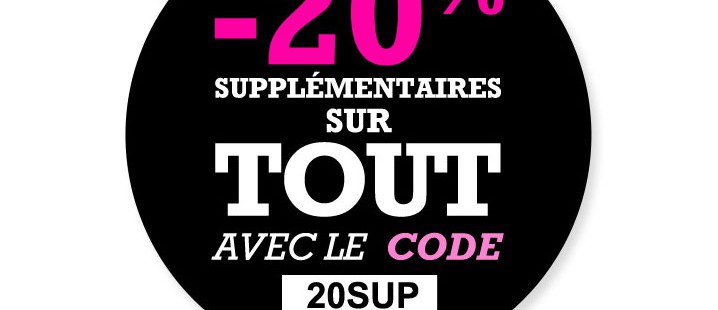 -20%
SUPPLÉMENTAIRES
SUR
TOUT
AVEC LE CODE
20SUP